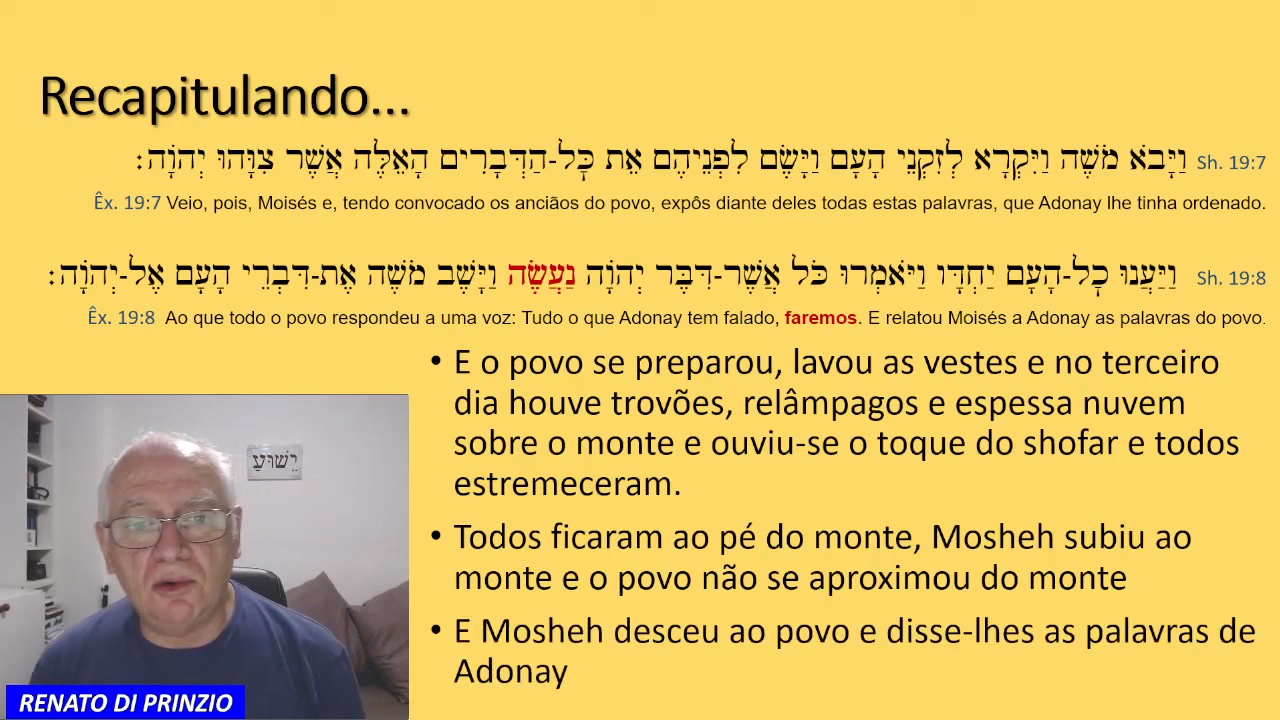 Recapitulando...
Sh. 19:7 וַיָּבֹא מֹשֶׁה וַיִּקְרָא לְזִקְנֵי הָעָם וַיָּשֶׂם לִפְנֵיהֶם אֵת כָּל-הַדְּבָרִים הָאֵלֶּה אֲשֶׁר צִוָּהוּ יְהוָֹה:
Êx. 19:7 Veio, pois, Moisés e, tendo convocado os anciãos do povo, expôs diante deles todas estas palavras, que Adonay lhe tinha ordenado.
Sh. 19:8 וַיַּעֲנוּ כָל-הָעָם יַחְדָּו וַיֹּאמְרוּ כֹּל אֲשֶׁר-דִּבֶּר יְהוָֹה נַעֲשֶׂה וַיָּשֶׁב מֹשֶׁה אֶת-דִּבְרֵי הָעָם אֶל-יְהוָֹה:
Êx. 19:8 Ao que todo o povo respondeu a uma voz: Tudo o que Adonay tem falado, faremos. E relatou Moisés a Adonay as palavras do povo.
• E o povo se preparou, lavou as vestes e no terceiro
dia houve trovões, relâmpagos e espessa nuvem
sobre o monte e ouviu-se o toque do shofar e todos
estremeceram.
• Todos ficaram ao pé do monte, Mosheh subiu ao
monte e o povo não se aproximou do monte
• E Mosheh desceu ao povo e disse-lhes as palavras de
Adonay
יֵשׁוּעַ
RENATO DI PRINZIO